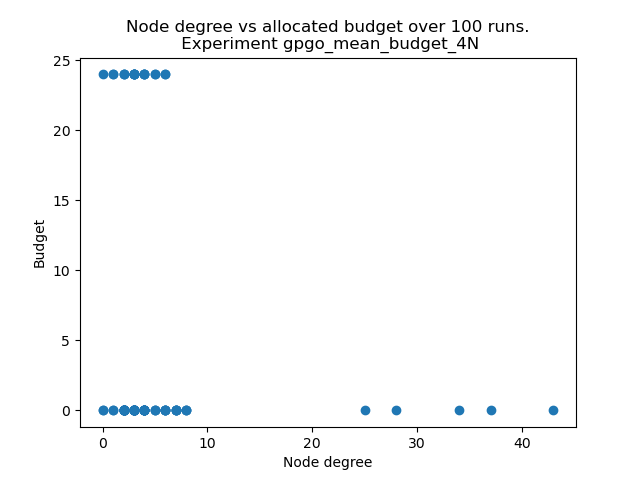 Node degree vs allocated budget over 100 runs.
Experiment gpgo_mean_budget_4N
25
20
15
10
5
0
Budget
0 10 20 30 40
Node degree